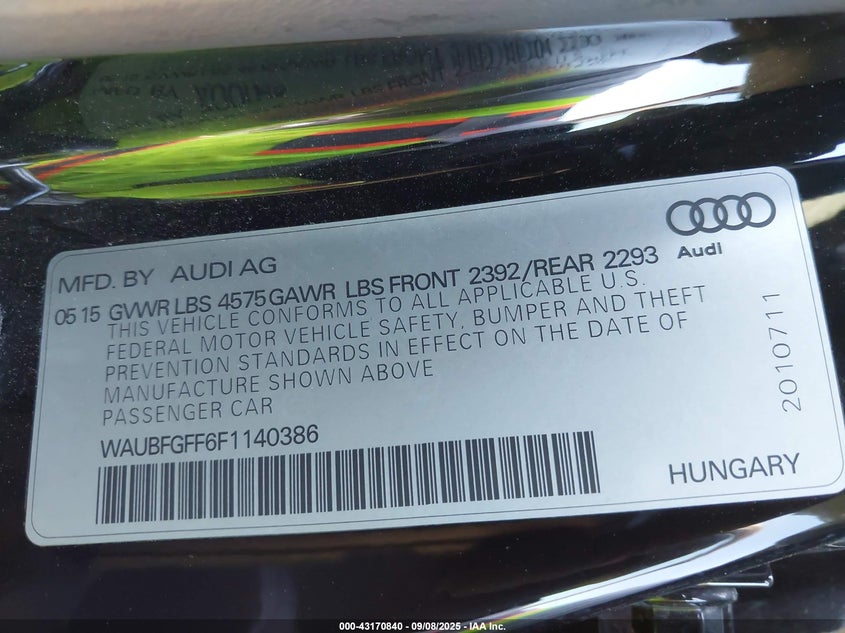 MFD. BY AUDI AG
Audi
05 15 GVWR LBS 4575 GAWR LBS FRONT 2392/REAR 2293
THIS VEHICLE CONFORMS TO ALL APPLICABLE U.S.
FEDERAL MOTOR VEHICLE SAFETY, BUMPER AND THEFT
PREVENTION STANDARDS IN EFFECT ON THE DATE OF
MANUFACTURE SHOWN ABOVE
PASSENGER CAR
WAUBFGFF6F1140386
HUNGARY
2010711
000-43170840 - 09/08/2025 - IAA Inc.